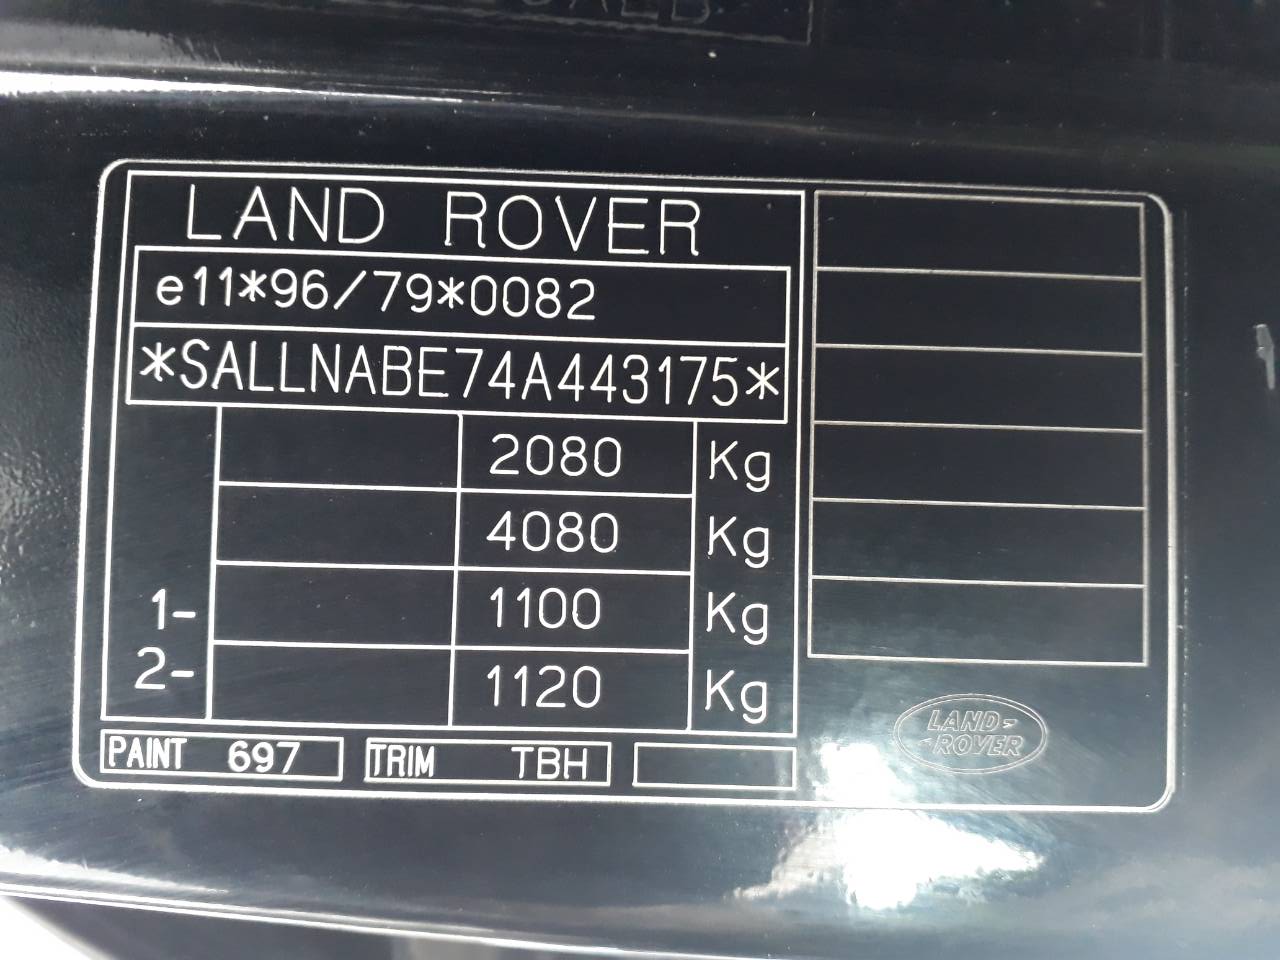 LAND ROVER
e11*96/79*0082
*SALLNABE74A443175*
2080 Kg
4080 Kg
1- 1100 Kg
2- 1120 Kg
PAINT 697 TRIM TBH
LAND-
-ROVER